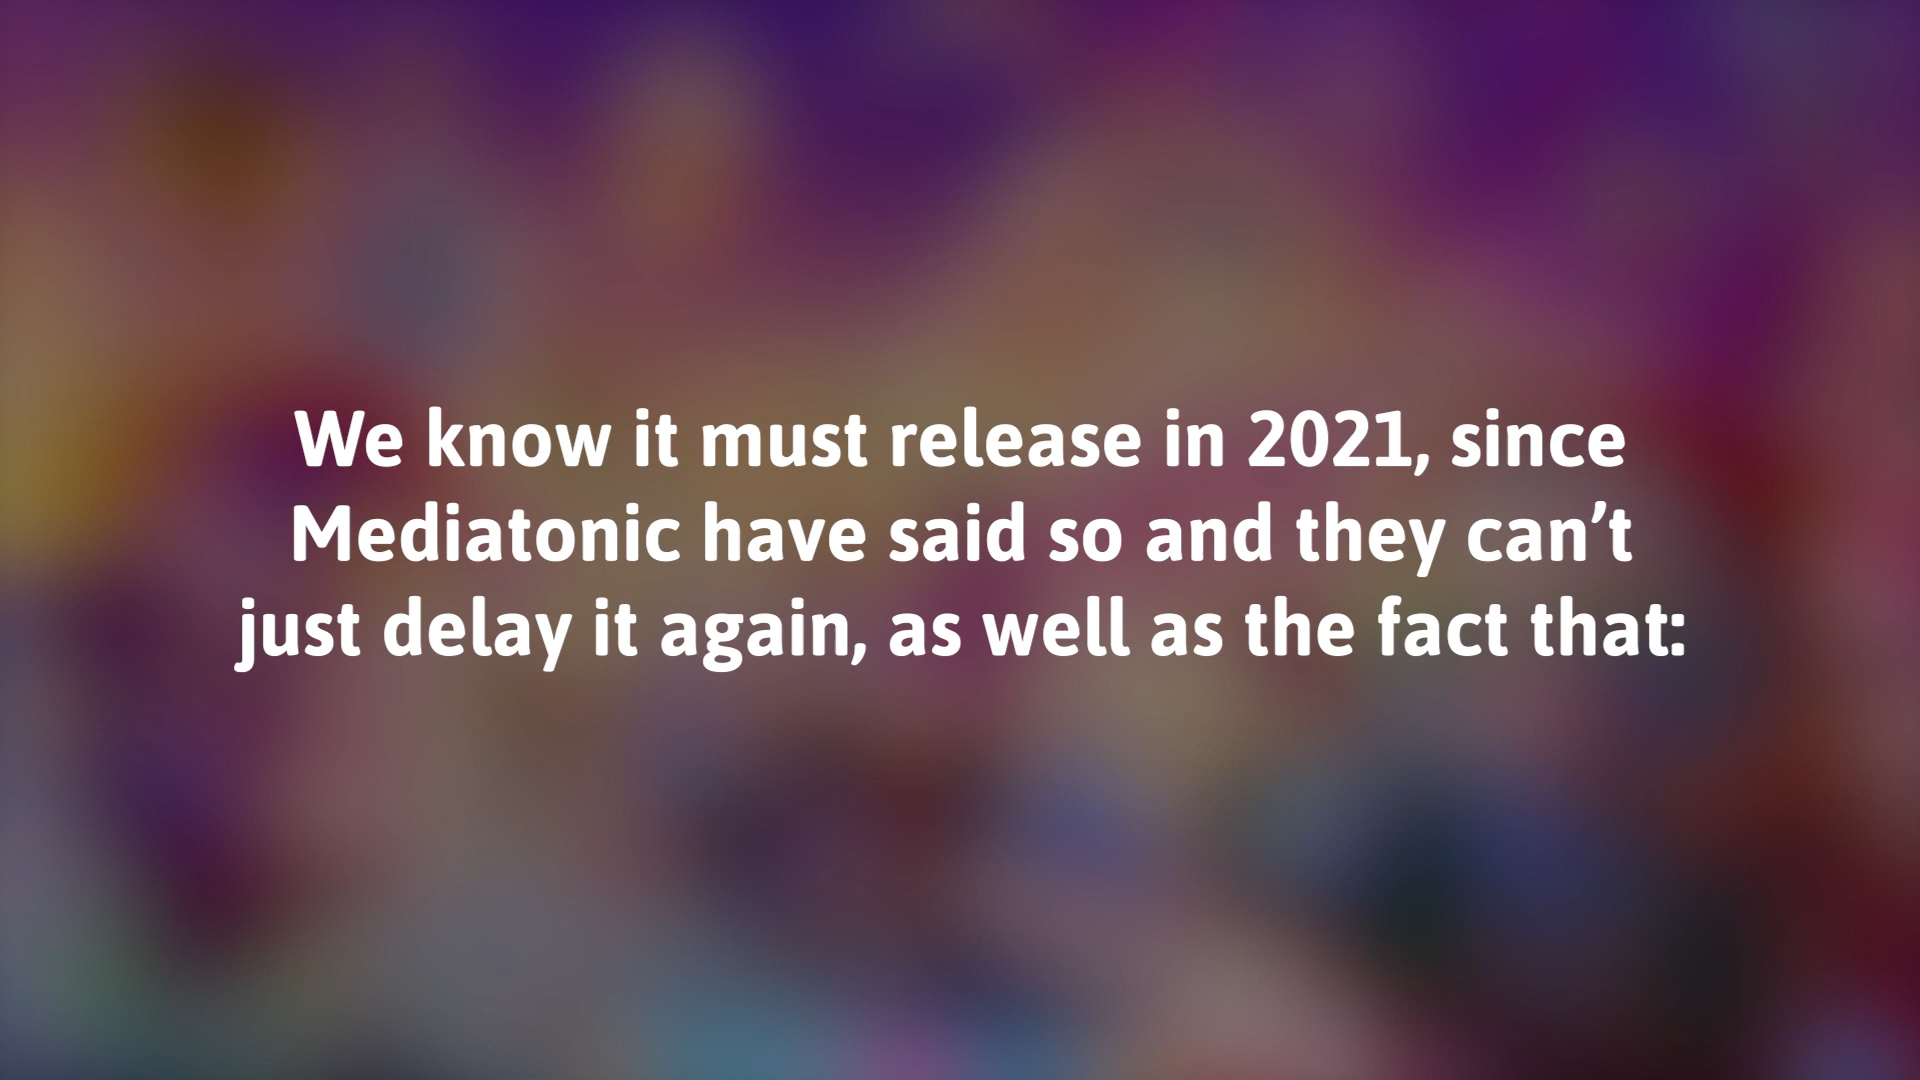 We know it must release in 2021, since
Mediatonic have said so and they can’t
just delay it again, as well as the fact that: